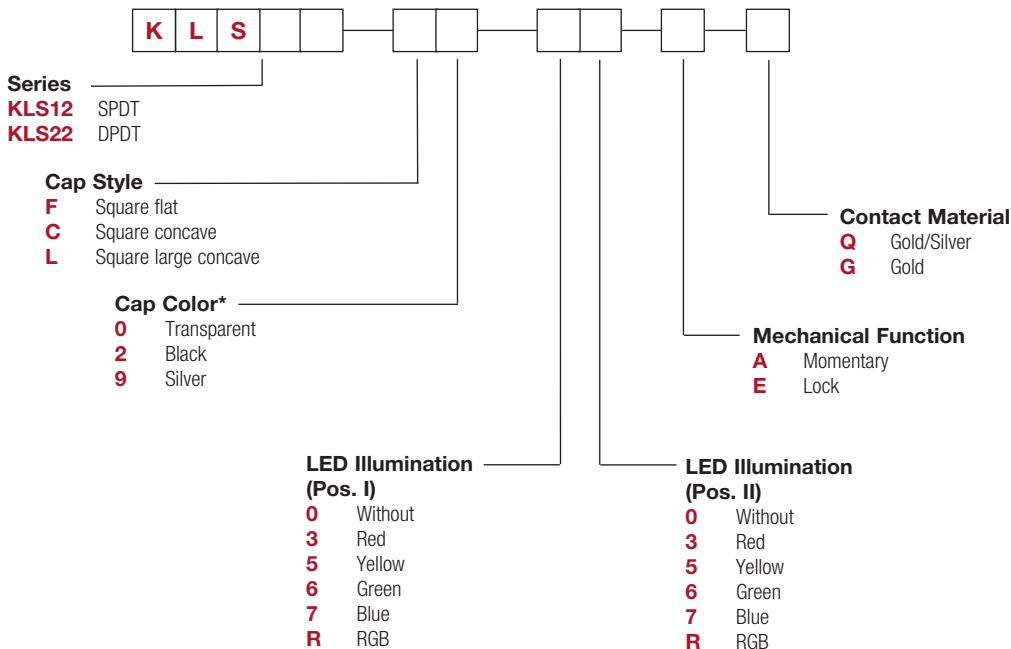 K L S
Series
KLS12 SPDT
KLS22 DPDT
Cap Style
F Square flat
C Square concave
L Square large concave
Cap Color*
0 Transparent
2 Black
9 Silver
LED Illumination
(Pos. I)
0 Without
3 Red
5 Yellow
6 Green
7 Blue
R RGB
LED Illumination
(Pos. II)
0 Without
3 Red
5 Yellow
6 Green
7 Blue
R RGB
Mechanical Function
A Momentary
E Lock
Contact Material
Q Gold/Silver
G Gold